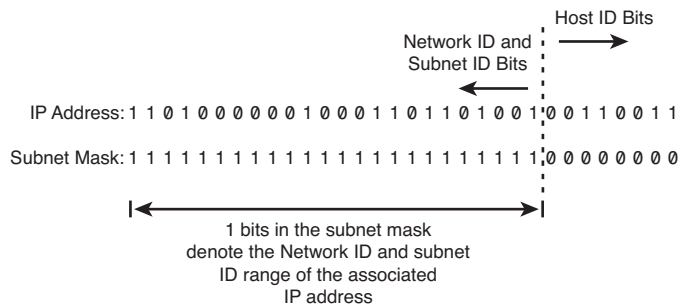 Host ID Bits
Network ID and
Subnet ID Bits
IP Address: 1 1 0 1 0 0 0 0 0 0 1 0 0 0 1 1 0 1 1 0 1 0 0 1 0 0 1 1 0 0 1 1
Subnet Mask: 1 1 1 1 1 1 1 1 1 1 1 1 1 1 1 1 1 1 1 1 1 1 1 1 0 0 0 0 0 0 0 0
1 bits in the subnet mask
denote the Network ID and subnet
ID range of the associated
IP address